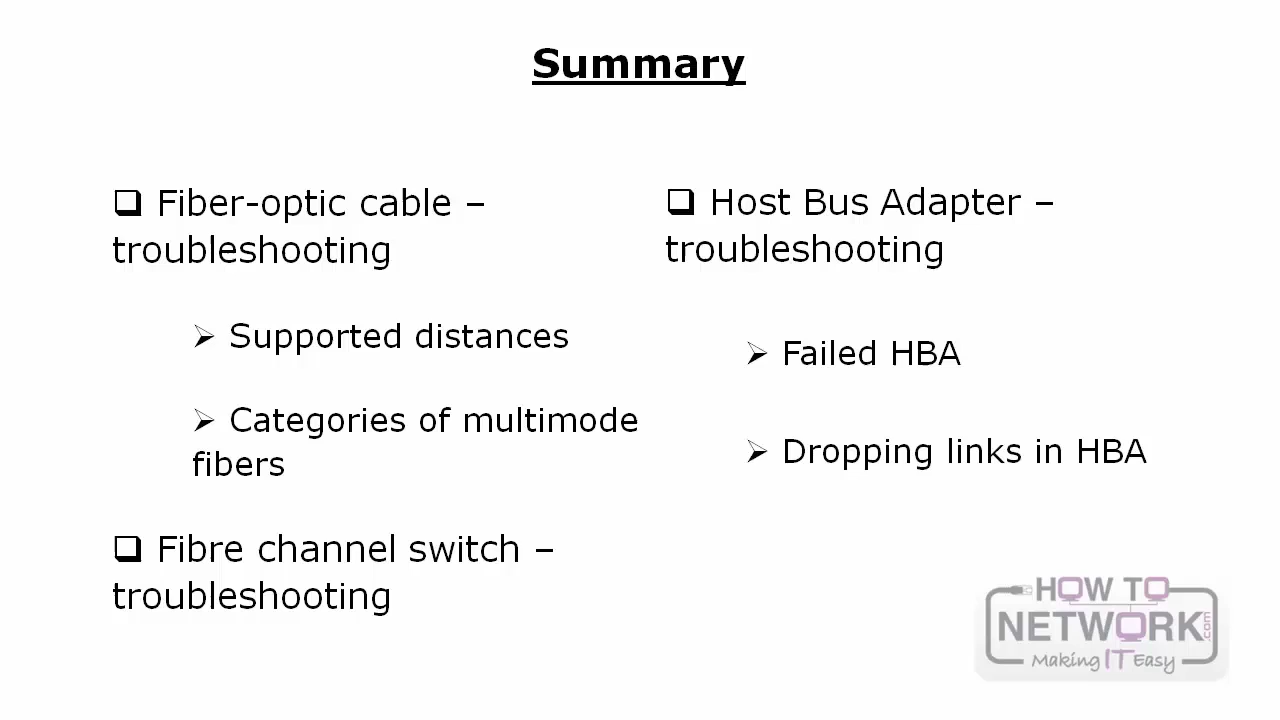 Summary
❑ Fiber-optic cable –
troubleshooting
➢ Supported distances
➢ Categories of multimode
fibers
❑ Fibre channel switch –
troubleshooting
❑ Host Bus Adapter –
troubleshooting
➢ Failed HBA
➢ Dropping links in HBA
HOW TO
NETWORK.com
Making IT Easy